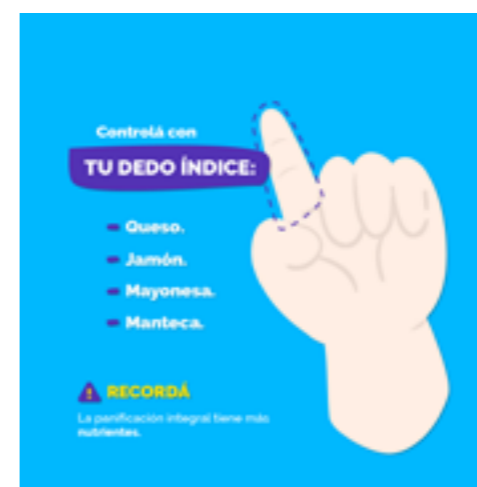 Controlá con
TU DEDO ÍNDICE:
- Queso.
- Jamón.
- Mayonesa.
- Manteca.
RECORDÁ
La panificación integral tiene más
nutrientes.